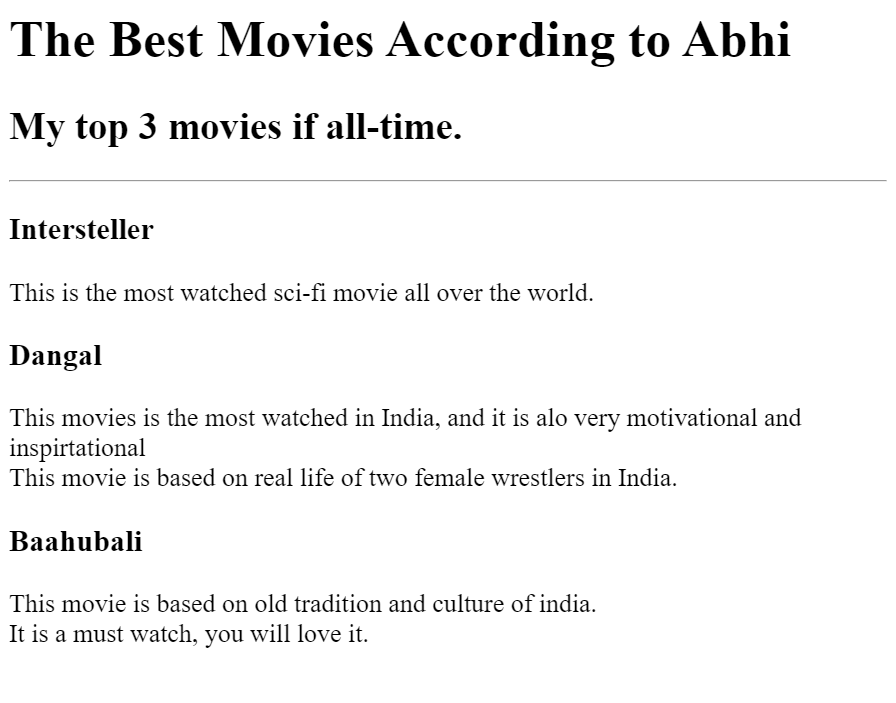 The Best Movies According to Abhi
My top 3 movies if all-time.
Intersteller
This is the most watched sci-fi movie all over the world.
Dangal
This movies is the most watched in India, and it is alo very motivational and
inspirtational
This movie is based on real life of two female wrestlers in India.
Baahubali
This movie is based on old tradition and culture of india.
It is a must watch, you will love it.